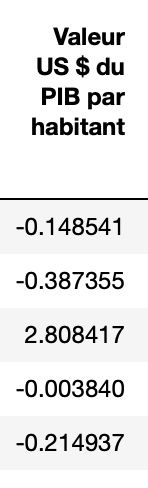 Valeur
US $ du
PIB par
habitant
-0.148541
-0.387355
2.808417
-0.003840
-0.214937